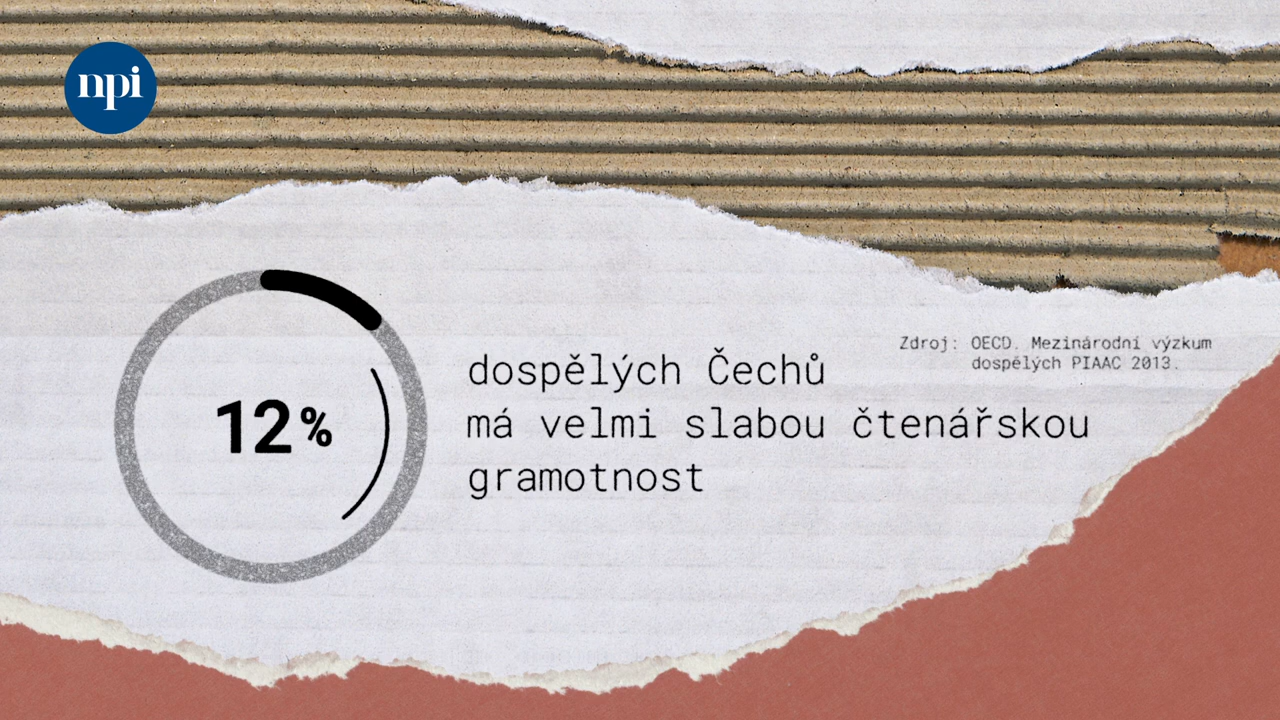 npi
Zdroj: OECD. Mezinárodní výzkum
dospělých PIAAC 2013.
12%
dospělých Čechů
má velmi slabou čtenářskou
gramotnost